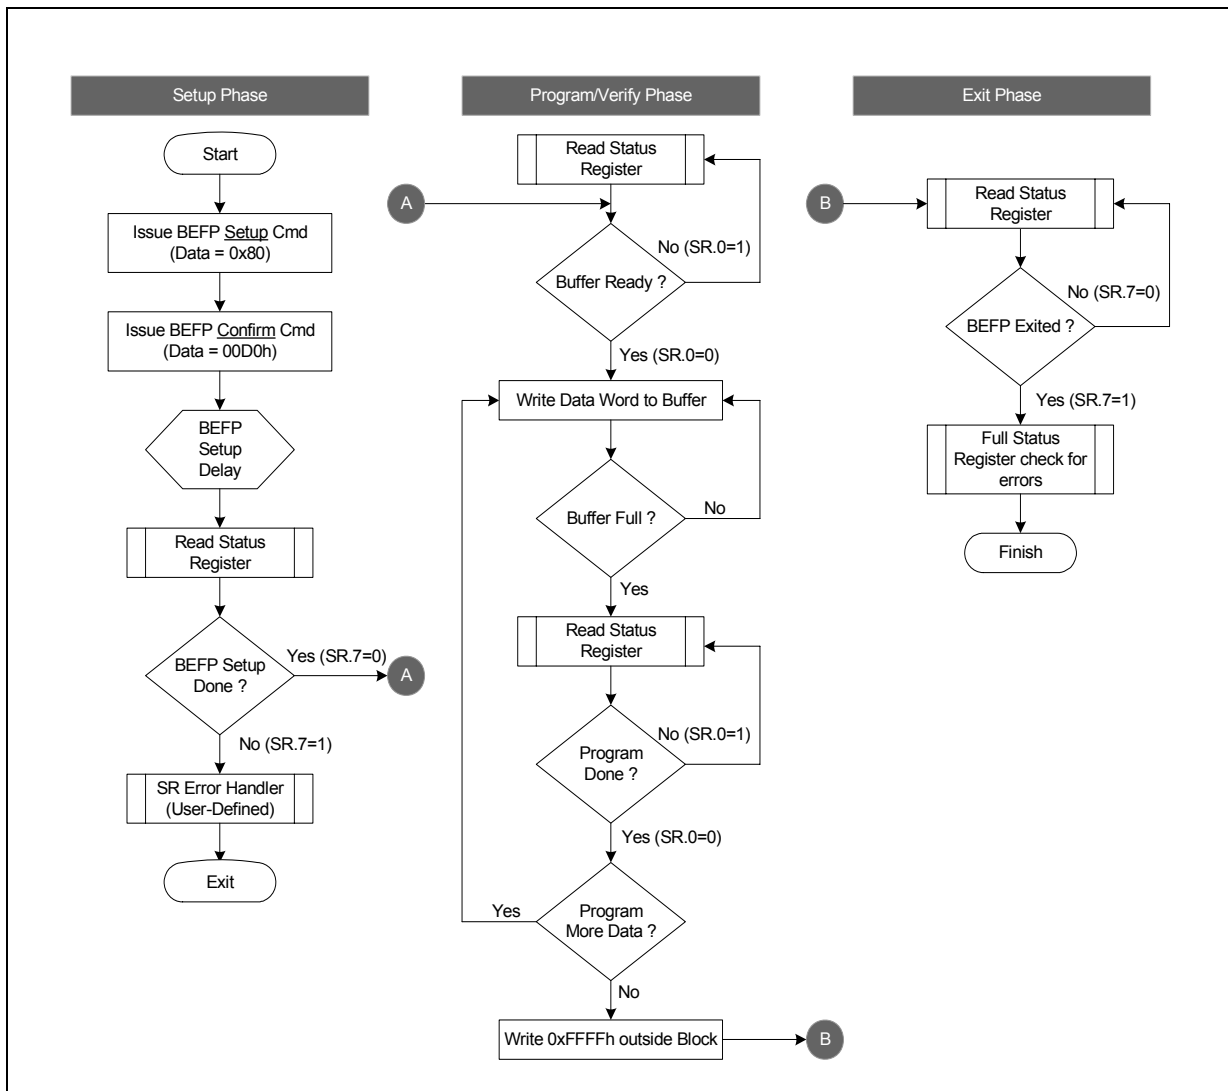 Setup Phase
Start
Issue BEFP Setup Cmd
(Data = 0x80)
Issue BEFP Confirm Cmd
(Data = 00D0h)
BEFP
Setup
Delay
Read Status
Register
BEFP Setup
Done ?
Yes (SR.7=0)
A
No (SR.7=1)
SR Error Handler
(User-Defined)
Exit
Program/Verify Phase
Read Status
Register
A
No (SR.0=1)
Buffer Ready ?
Yes (SR.0=0)
Write Data Word to Buffer
Buffer Full ?
No
Yes
Read Status
Register
No (SR.0=1)
Program
Done ?
Yes (SR.0=0)
Yes
Program
More Data ?
No
Write 0xFFFFh outside Block
B
Exit Phase
B
Read Status
Register
No (SR.7=0)
BEFP Exited ?
Yes (SR.7=1)
Full Status
Register check for
errors
Finish